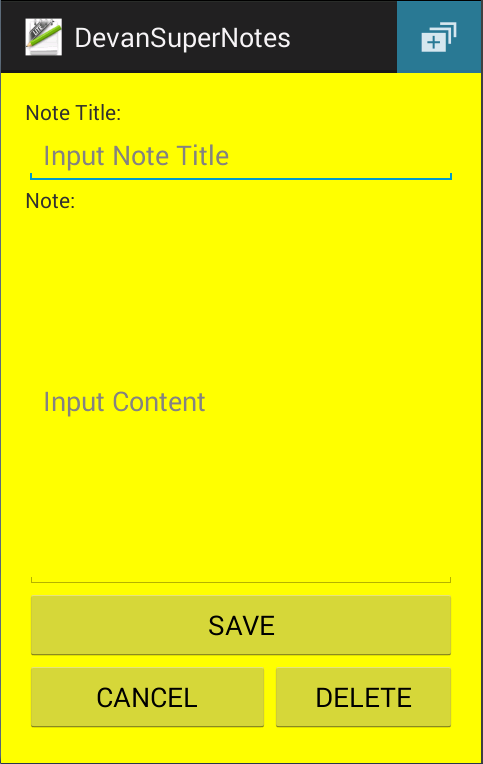 DevanSuperNotes
Note Title:
Input Note Title
Note:
Input Content
SAVE
CANCEL DELETE